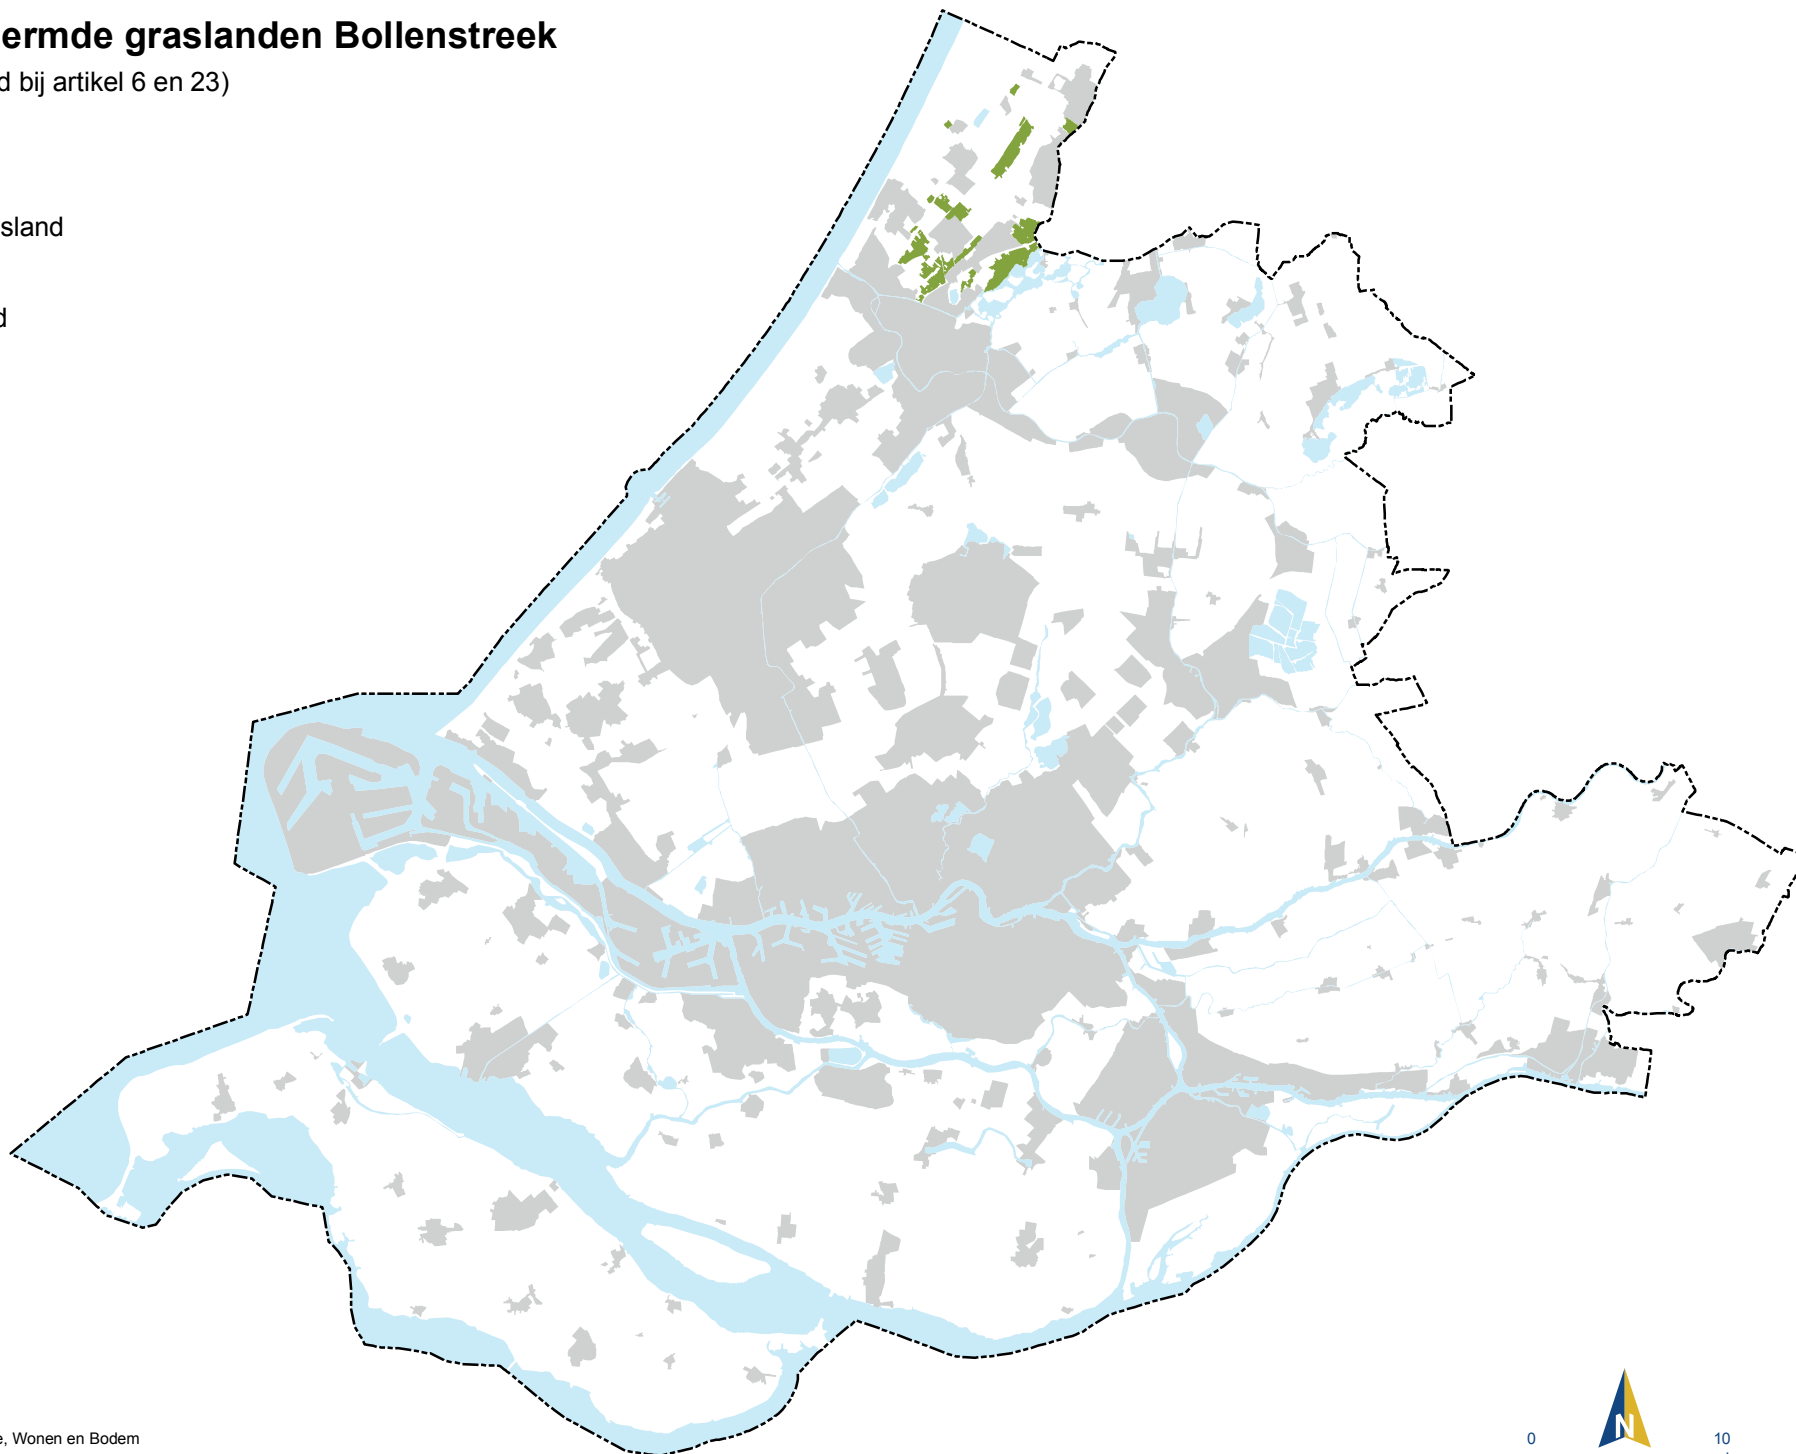 ermde graslanden Bollenstreek
d bij artikel 6 en 23)
sland
d
e, Wonen en Bodem
N
0 10